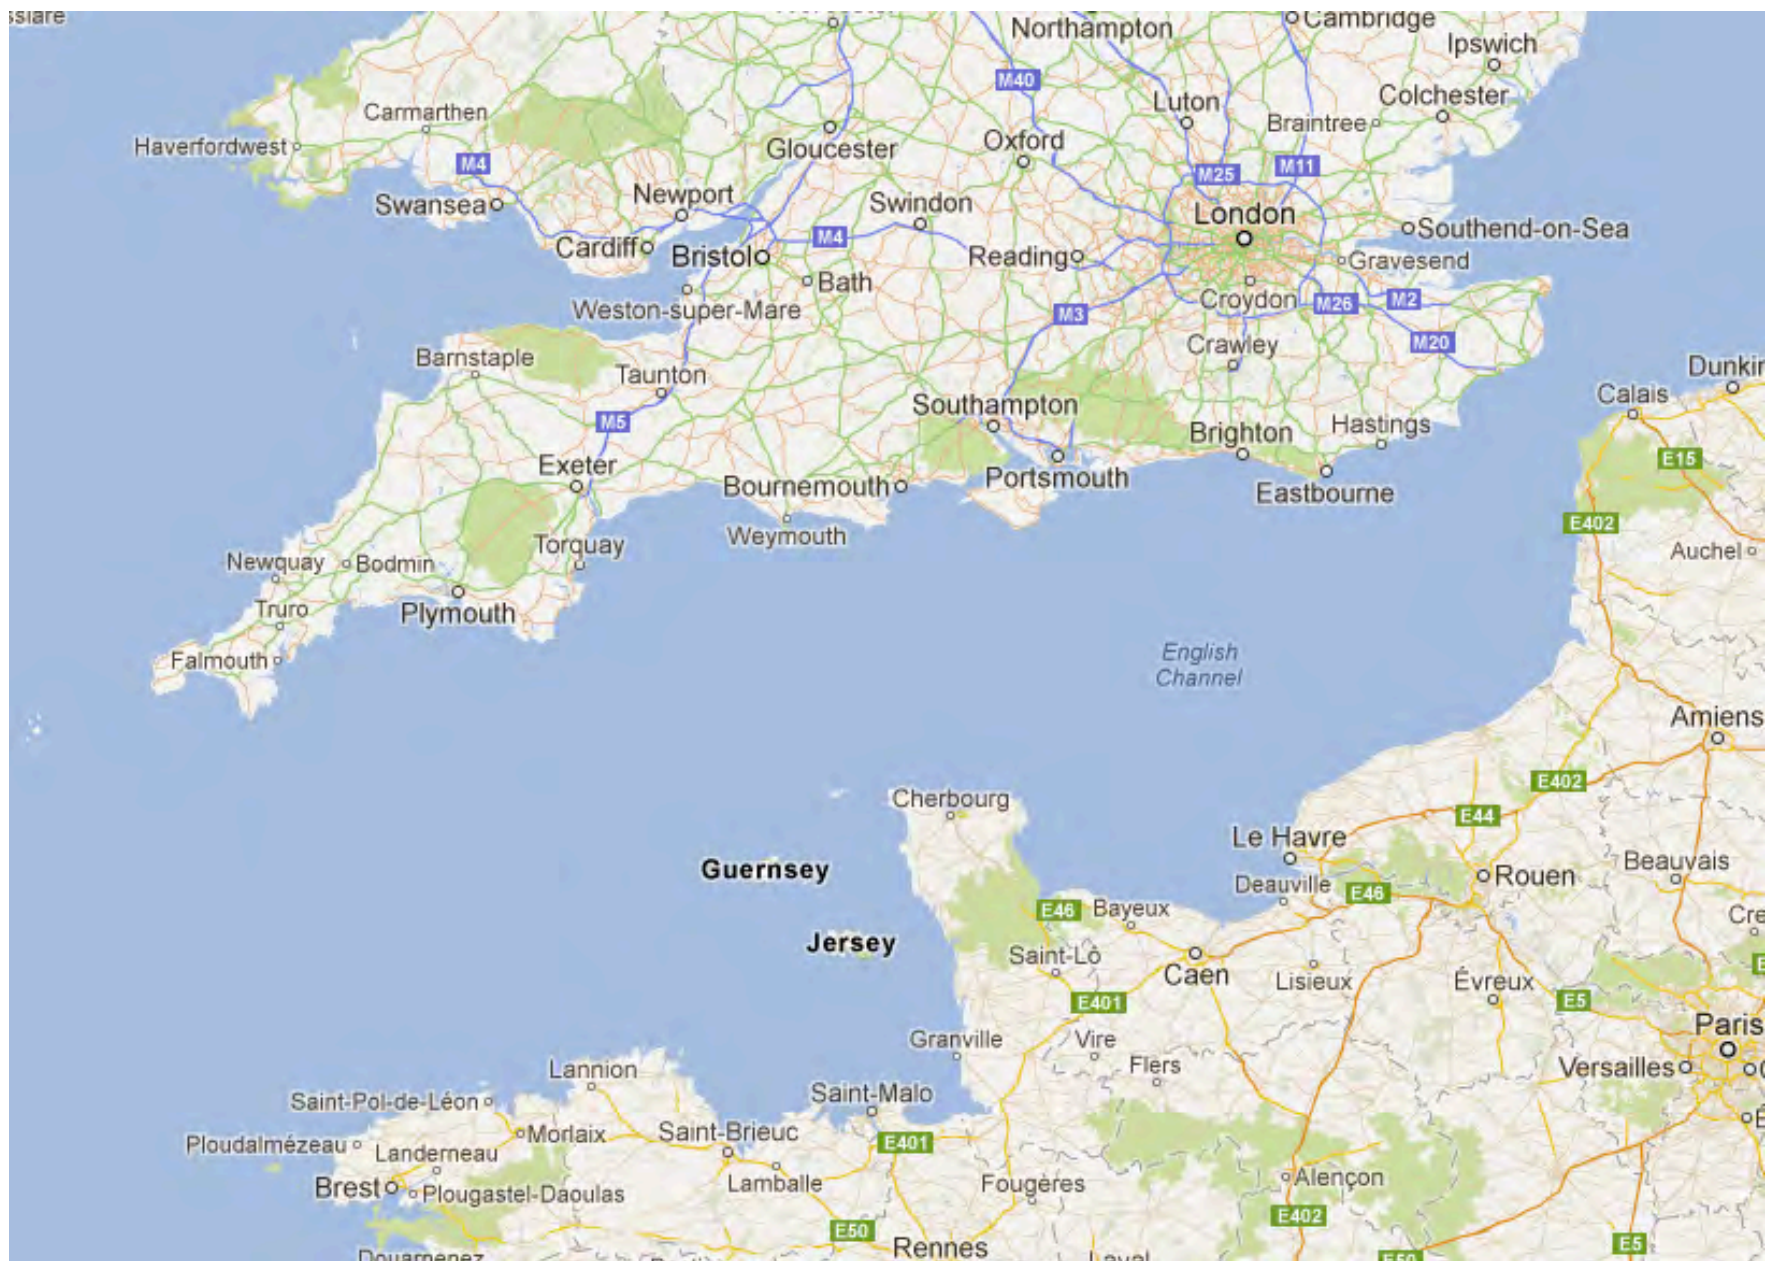 Northampton
Cambridge
Ipswich
M40
Carmarthen
Luton
Colchester
Braintree
Haverfordwest
Gloucester
Oxford
M4
M25
M11
Swansea
Newport
Swindon
London
Southend-on-Sea
Cardiff
Bristol
M4
Reading
Gravesend
Bath
Croydon
M26
M2
Weston-super-Mare
M3
M20
Crawley
Barnstaple
Taunton
Calais
Southampton
M5
Brighton
Hastings
E15
Exeter
Bournemouth
Portsmouth
Eastbourne
E402
Weymouth
Torquay
Auchel
Newquay
Bodmin
Truro
Plymouth
Falmouth
English
Channel
Amiens
Cherbourg
E402
E44
Le Havre
Guernsey
Beauvais
Rouen
Deauville
E46
E46
Bayeux
Jersey
Saint-Lô
Caen
Lisieux
Évreux
E401
E5
Paris
Granville
Vire
Flers
Versailles
Lannion
Saint-Malo
Saint-Pol-de-Léon
Morlaix
Saint-Brieuc
E401
Ploudalmézeau
Landerneau
Brest
Plougastel-Daoulas
Lamballe
Fougères
Alençon
E402
E50
Rennes
E5